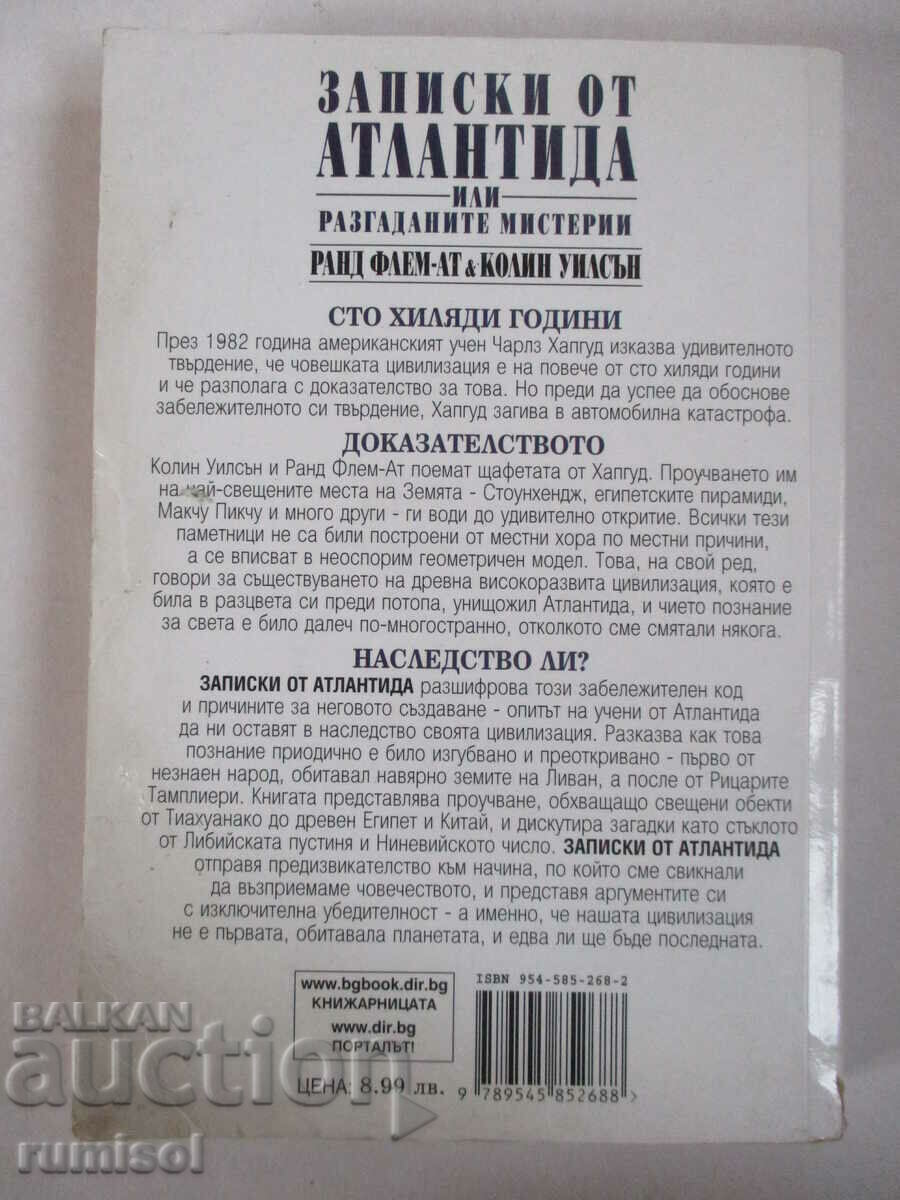 ЗАПИСКИ ОТ
АТЛАНТИДА
ИЛИ
РАЗГАДАНИТЕ МИСТЕРИИ
РАНД ФЛЕМ-АТ & КОЛИН УИЛСЪН
СТО ХИЛЯДИ ГОДИНИ
През 1982 година американският учен Чарлз Хапгуд изказва удивителното
твърдение, че човешката цивилизация е на повече от сто хиляди години
и че разполага с доказателство за това. Но преди да успее да обоснове
забележителното си твърдение, Хапгуд загива в автомобилна катастрофа.
ДОКАЗАТЕЛСТВОТО
Колин Уилсън и Ранд Флем-Ат поемат щафетата от Хапгуд. Проучването им
на най-свещените места на Земята - Стоунхендж, египетските пирамиди,
Макчу Пикчу и много други - ги води до удивително откритие. Всички тези
паметници не са били построени от местни хора по местни причини,
а се вписват в неоспорим геометричен модел. Това, на свой ред,
говори за съществуването на древна високоразвита цивилизация, която е
била в разцвета си преди потопа, унищожил Атлантида, и чието познание
за света е било далеч по-многостранно, отколкото сме смятали някога.
НАСЛЕДСТВО ЛИ?
ЗАПИСКИ ОТ АТЛАНТИДА разшифрова този забележителен код
и причините за неговото създаване - опитът на учени от Атлантида
да ни оставят в наследство своята цивилизация. Разказва как това
познание приодично е било изгубвано и преоткривано - първо от
незнаен народ, обитавал навярно земите на Ливан, а после от Рицарите
Тамплиери. Книгата представлява проучване, обхващащо свещени обекти
от Тиахуанако до древен Египет и Китай, и дискутира загадки като стъклото
от Либийската пустиня и Ниневийското число. ЗАПИСКИ ОТ АТЛАНТИДА
отправя предизвикателство към начина, по който сме свикнали
да възприемаме човечеството, и представя аргументите си
с изключителна убедителност - а именно, че нашата цивилизация
не е първата, обитавала планетата, и едва ли ще бъде последната.
www.bgbook.dir.bg
КНИЖАРНИЦАТА
www.dir.bg
ПОРТАЛЪТ!
ЦЕНА: 8.99 лв.
ISBN 954-585-268-2
9 789545 852688 >
BALKAN
auction
rumisol